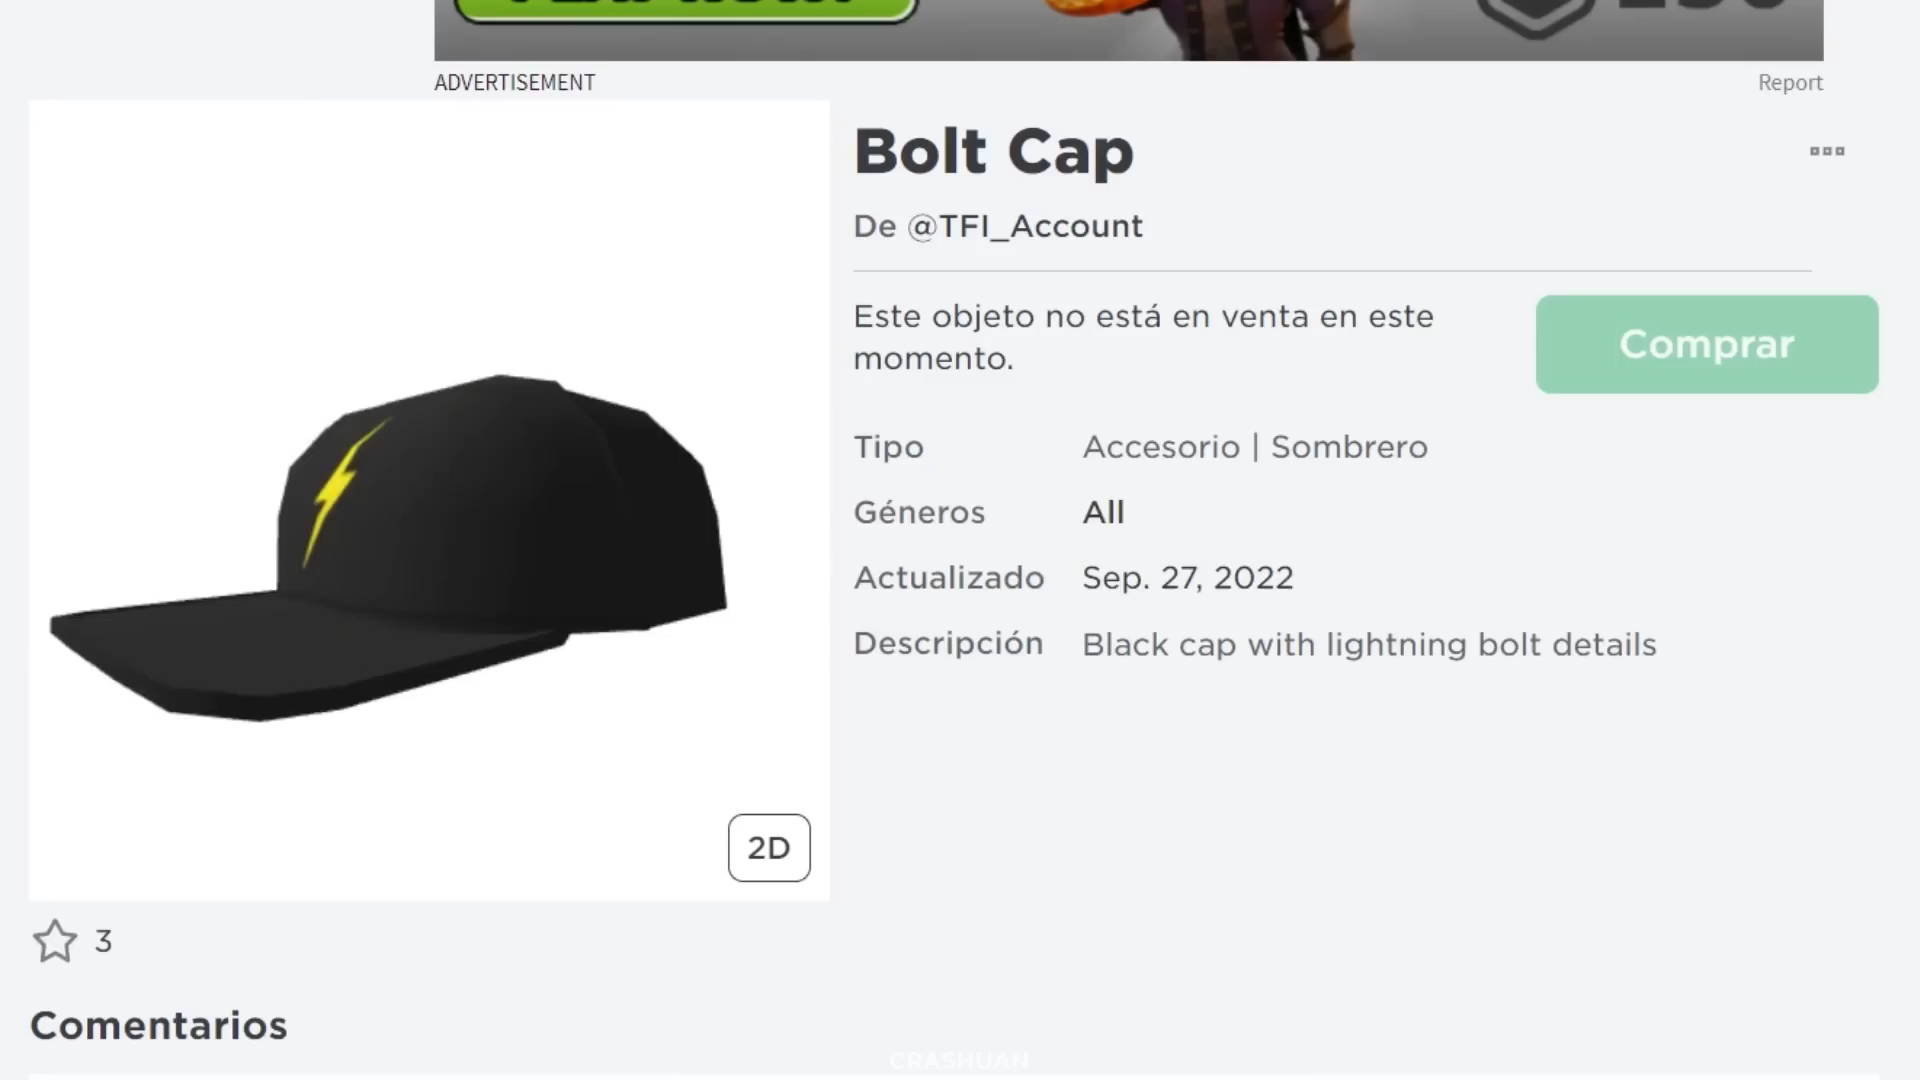 ADVERTISEMENT
Report
Bolt Cap
De @TFI_Account
Este objeto no está en venta en este
momento.
Comprar
Tipo
Accesorio | Sombrero
Géneros
All
Actualizado
Sep. 27, 2022
Descripción
Black cap with lightning bolt details
2D
3
Comentarios
CRASHUAN